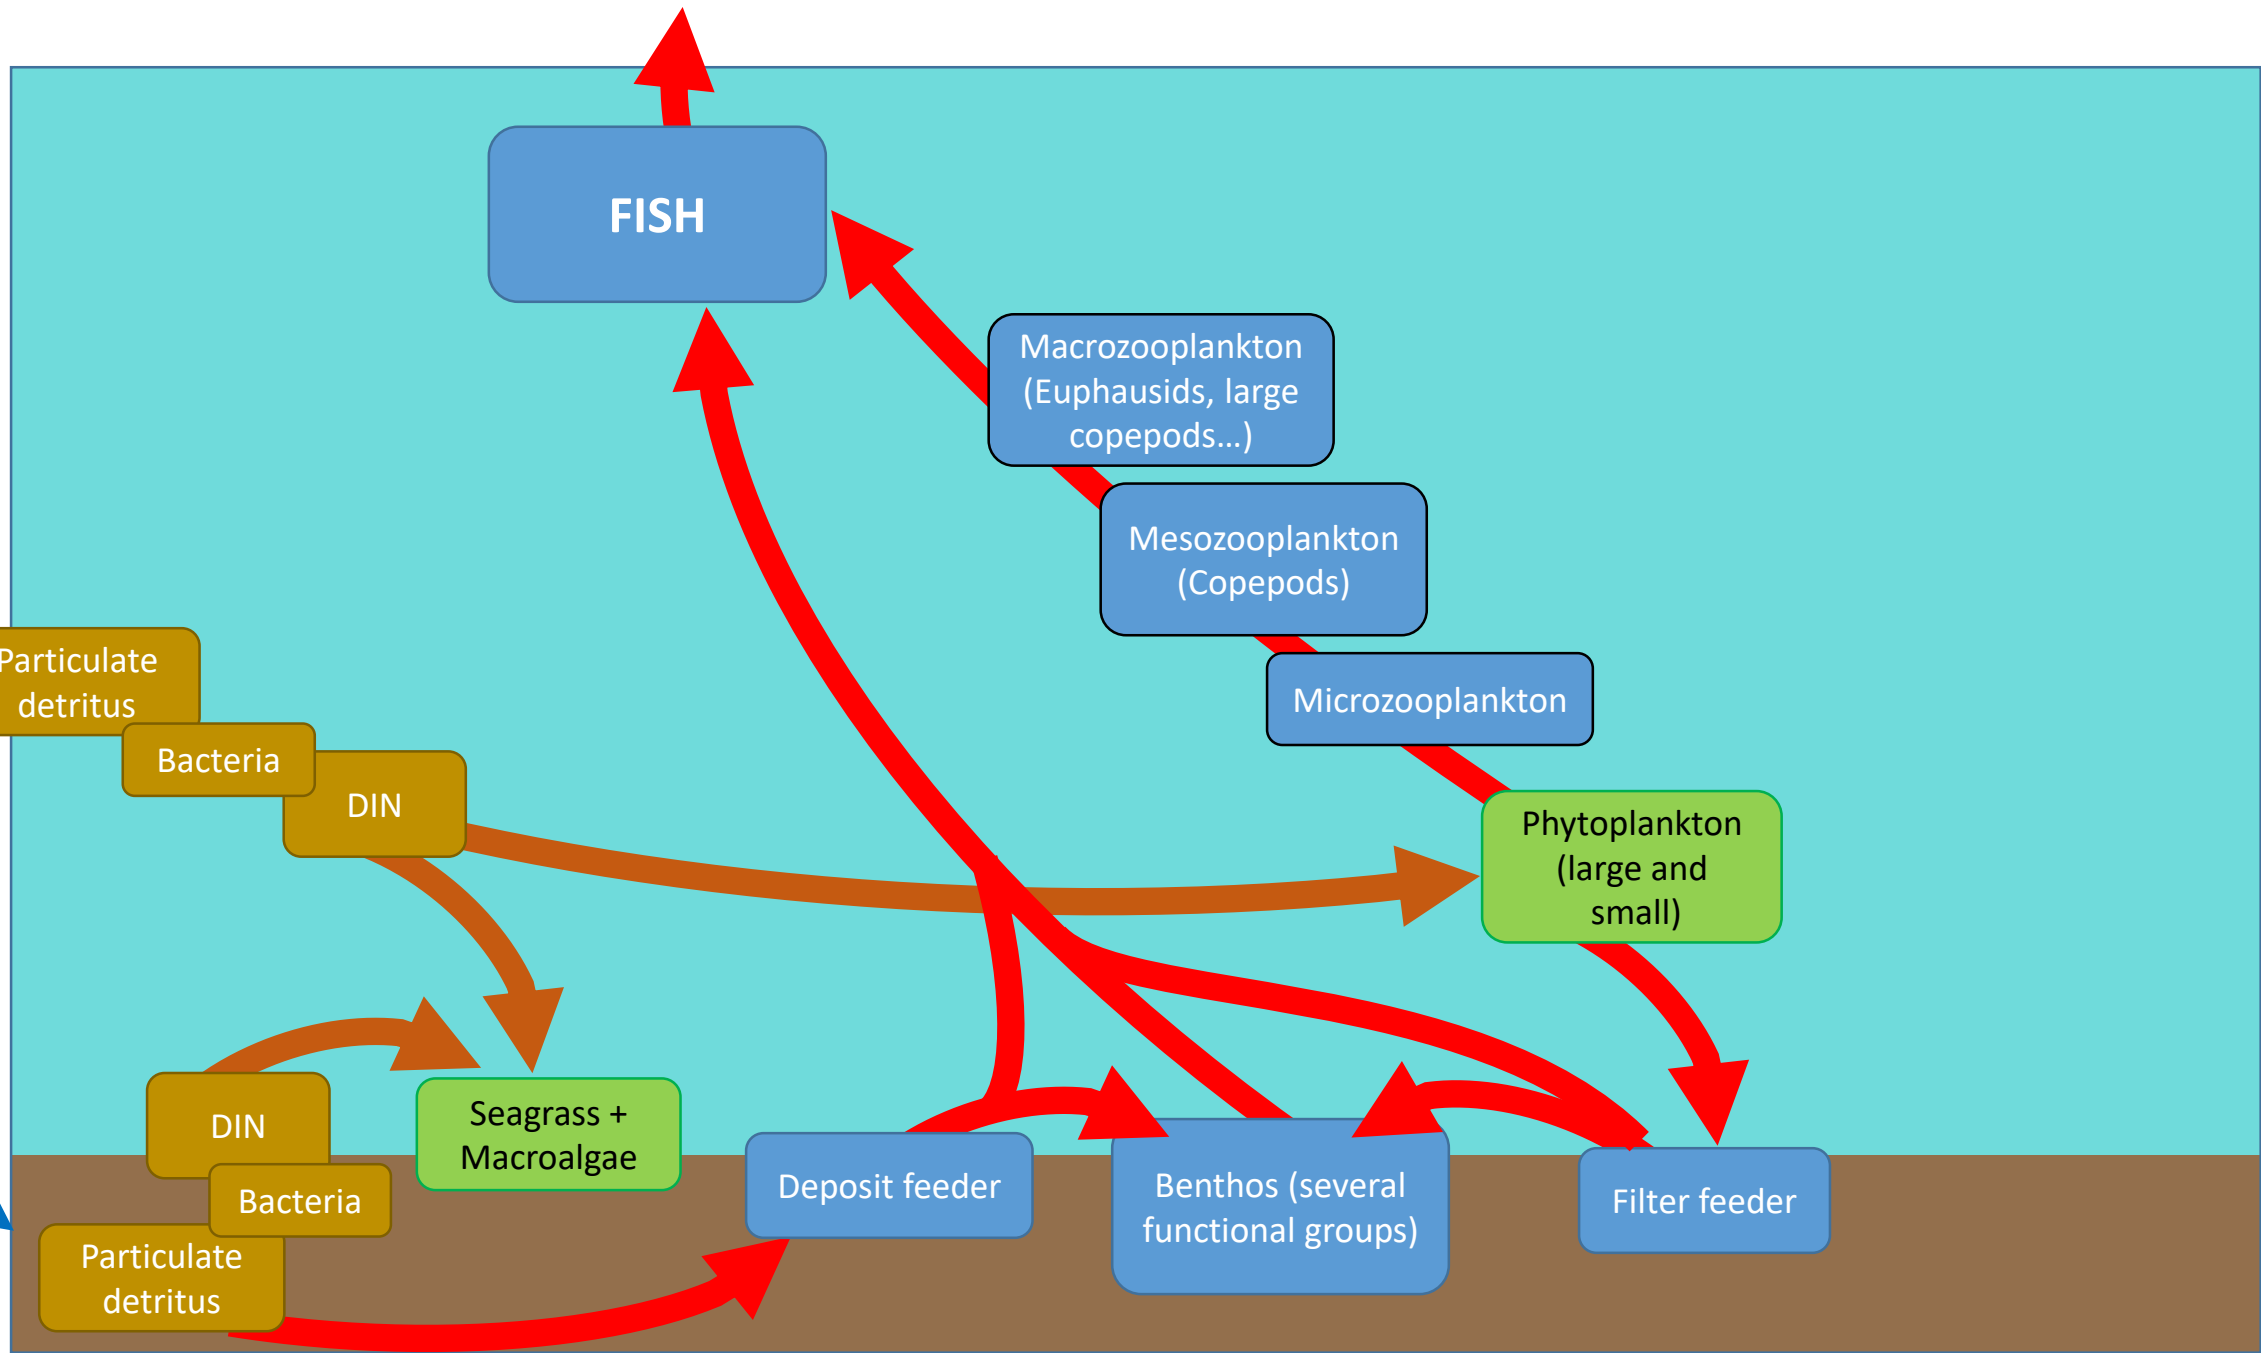 FISH
Macrozooplankton
(Euphausids, large
copepods...)
Mesozooplankton
(Copepods)
Particulate
detritus
Microzooplankton
Bacteria
DIN
Phytoplankton
(large and
small)
DIN
Seagrass +
Macroalgae
Deposit feeder
Benthos (several
functional groups)
Filter feeder
Bacteria
Particulate
detritus